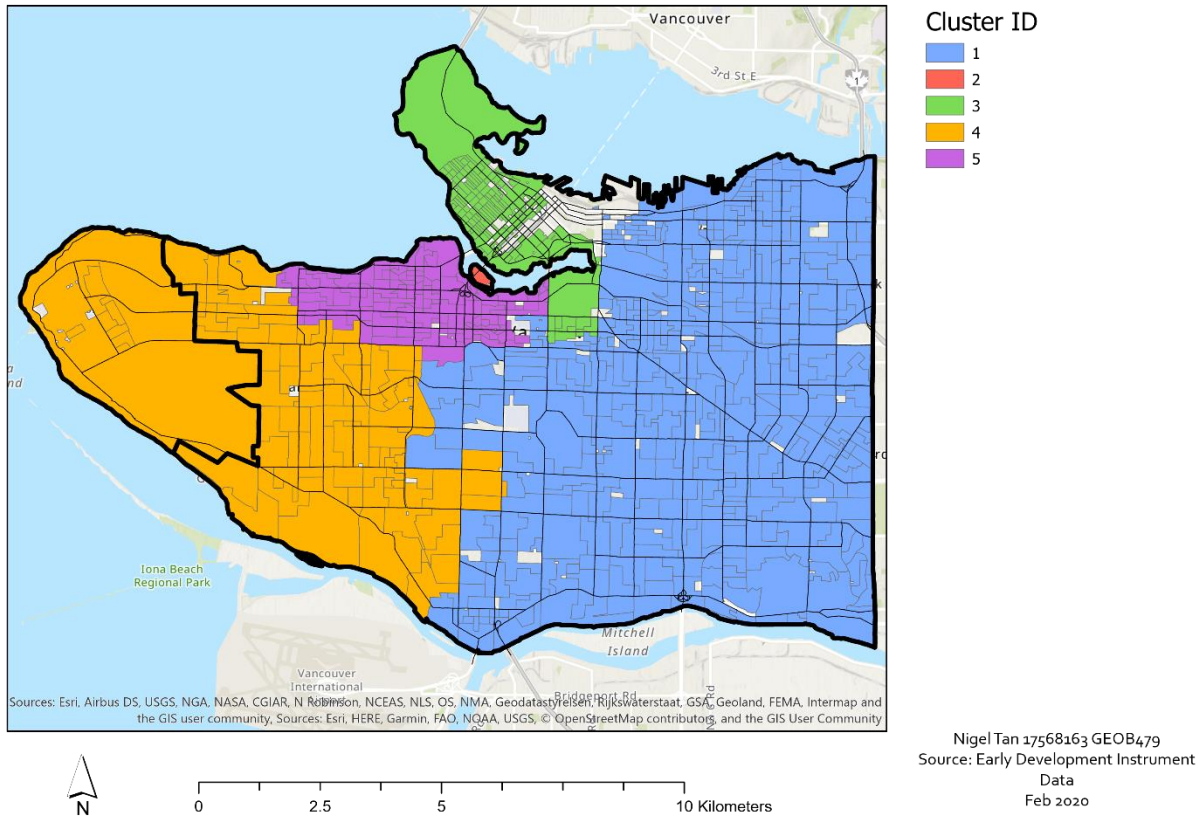 Vancouver
3rd St E
1
Cluster ID
1
2
3
4
5
Iona Beach
Regional Park
Mitchell
Island
Vancouver
International
Bridgeport Rd
Sources: Esri, Airbus DS, USGS, NGA, NASA, CGIAR, N Robinson, NCEAS, NLS, OS, NMA, Geodatastyrelsen, Rijkswaterstaat, GSA, Geoland, FEMA, Intermap and
the GIS user community, Sources: Esri, HERE, Garmin, FAO, NOAA, USGS, © OpenStreetMap contributors, and the GIS User Community
N
0 2.5 5 10 Kilometers
Nigel Tan 17568163 GEOB479
Source: Early Development Instrument
Data
Feb 2020